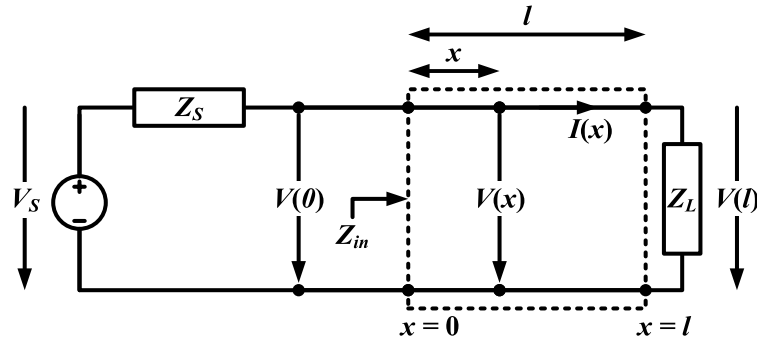 l
x
Z_S
I(x)
V_S
+
−
V(0)
V(x)
Z_L
V(l)
Z_in
x = 0
x = l